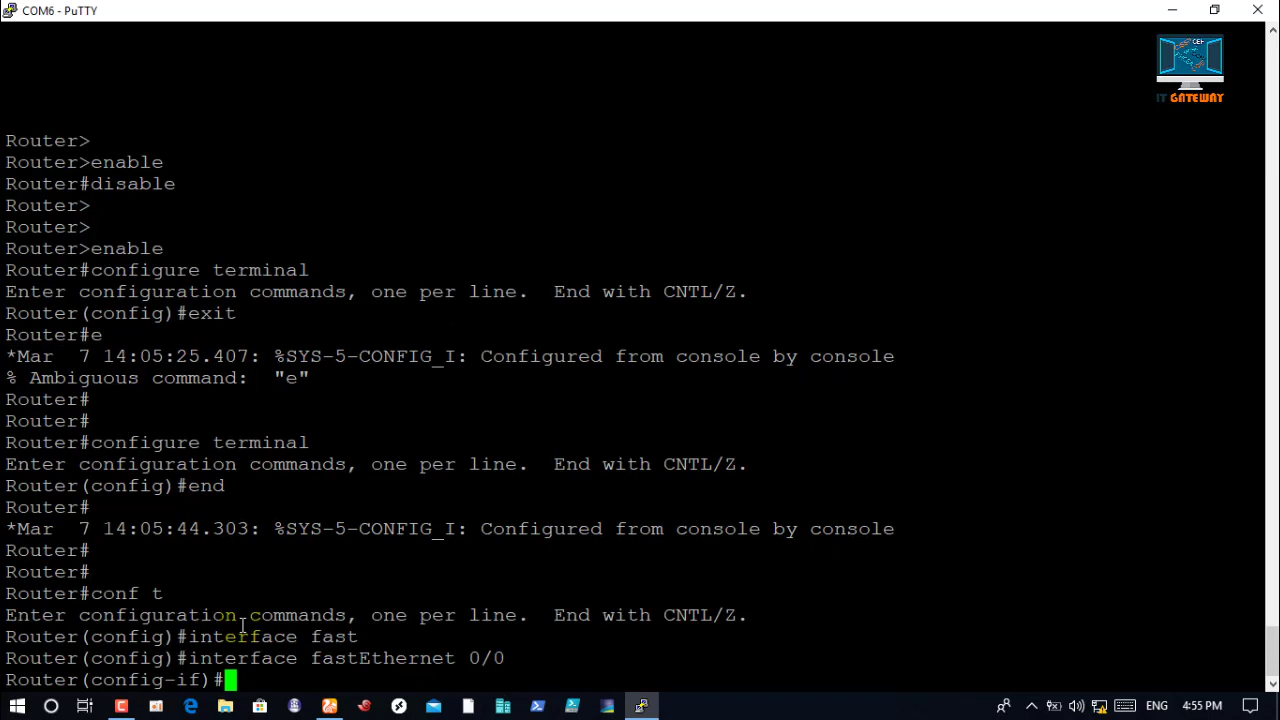 COM6 - PuTTY
CEF
IT GATEWAY
Router>
Router>enable
Router#disable
Router>
Router>
Router>enable
Router#configure terminal
Enter configuration commands, one per line.  End with CNTL/Z.
Router(config)#exit
Router#e
*Mar  7 14:05:25.407: %SYS-5-CONFIG_I: Configured from console by console
% Ambiguous command:  "e"
Router#
Router#
Router#configure terminal
Enter configuration commands, one per line.  End with CNTL/Z.
Router(config)#end
Router#
*Mar  7 14:05:44.303: %SYS-5-CONFIG_I: Configured from console by console
Router#
Router#
Router#conf t
Enter configuration commands, one per line.  End with CNTL/Z.
Router(config)#interface fast
Router(config)#interface fastEthernet 0/0
Router(config-if)#
ENG
4:55 PM